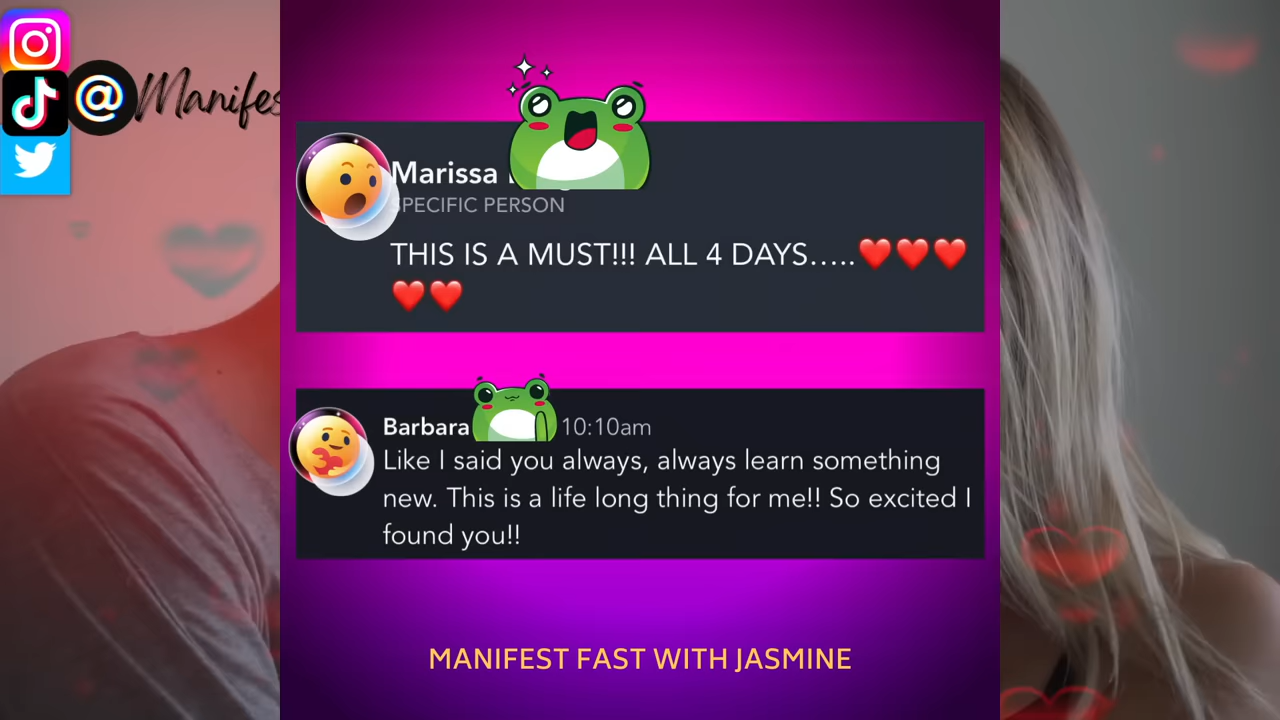 @Manifes
Marissa
SPECIFIC PERSON
THIS IS A MUST!!! ALL 4 DAYS.....❤️❤️❤️
❤️❤️
Barbara 10:10am
Like I said you always, always learn something
new. This is a life long thing for me!! So excited I
found you!!
MANIFEST FAST WITH JASMINE